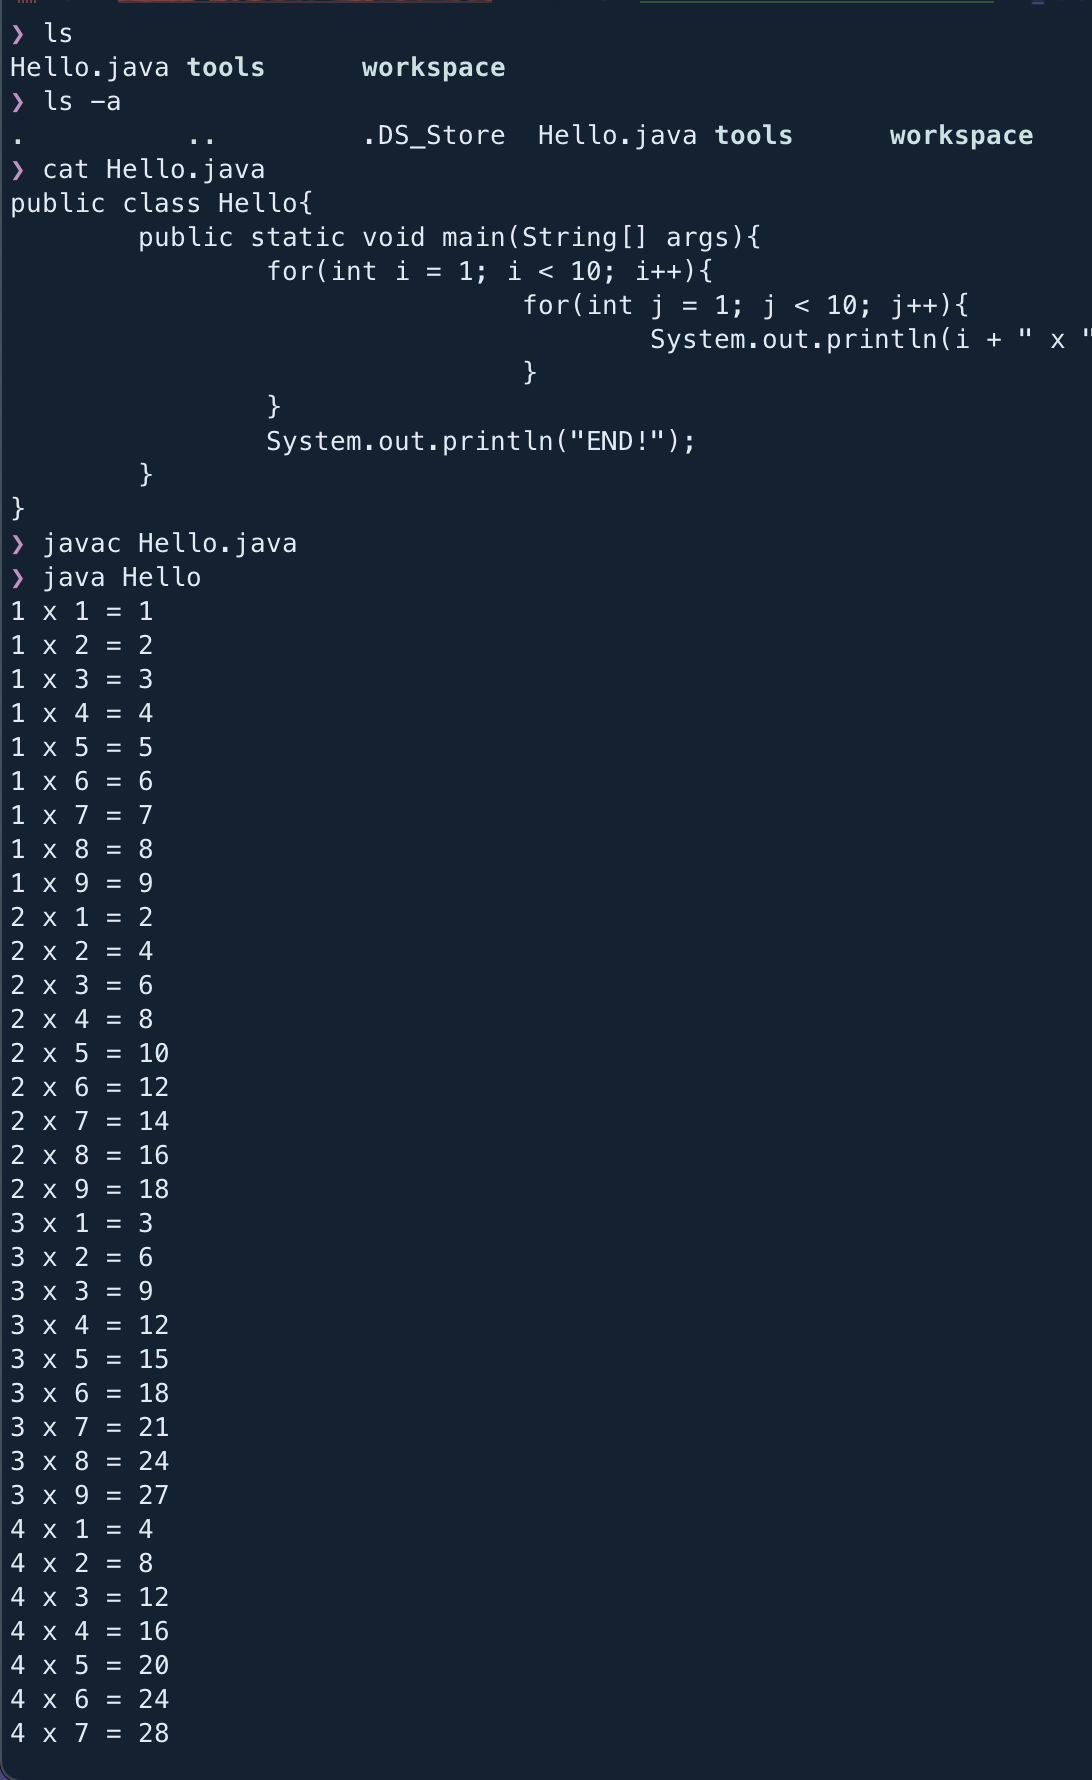 ❯ ls
Hello.java tools      workspace
❯ ls -a
.          ..         .DS_Store  Hello.java tools      workspace
❯ cat Hello.java
public class Hello{
        public static void main(String[] args){
                for(int i = 1; i < 10; i++){
                                for(int j = 1; j < 10; j++){
                                        System.out.println(i + " x "
                                }
                }
                System.out.println("END!");
        }
}
❯ javac Hello.java
❯ java Hello
1 x 1 = 1
1 x 2 = 2
1 x 3 = 3
1 x 4 = 4
1 x 5 = 5
1 x 6 = 6
1 x 7 = 7
1 x 8 = 8
1 x 9 = 9
2 x 1 = 2
2 x 2 = 4
2 x 3 = 6
2 x 4 = 8
2 x 5 = 10
2 x 6 = 12
2 x 7 = 14
2 x 8 = 16
2 x 9 = 18
3 x 1 = 3
3 x 2 = 6
3 x 3 = 9
3 x 4 = 12
3 x 5 = 15
3 x 6 = 18
3 x 7 = 21
3 x 8 = 24
3 x 9 = 27
4 x 1 = 4
4 x 2 = 8
4 x 3 = 12
4 x 4 = 16
4 x 5 = 20
4 x 6 = 24
4 x 7 = 28